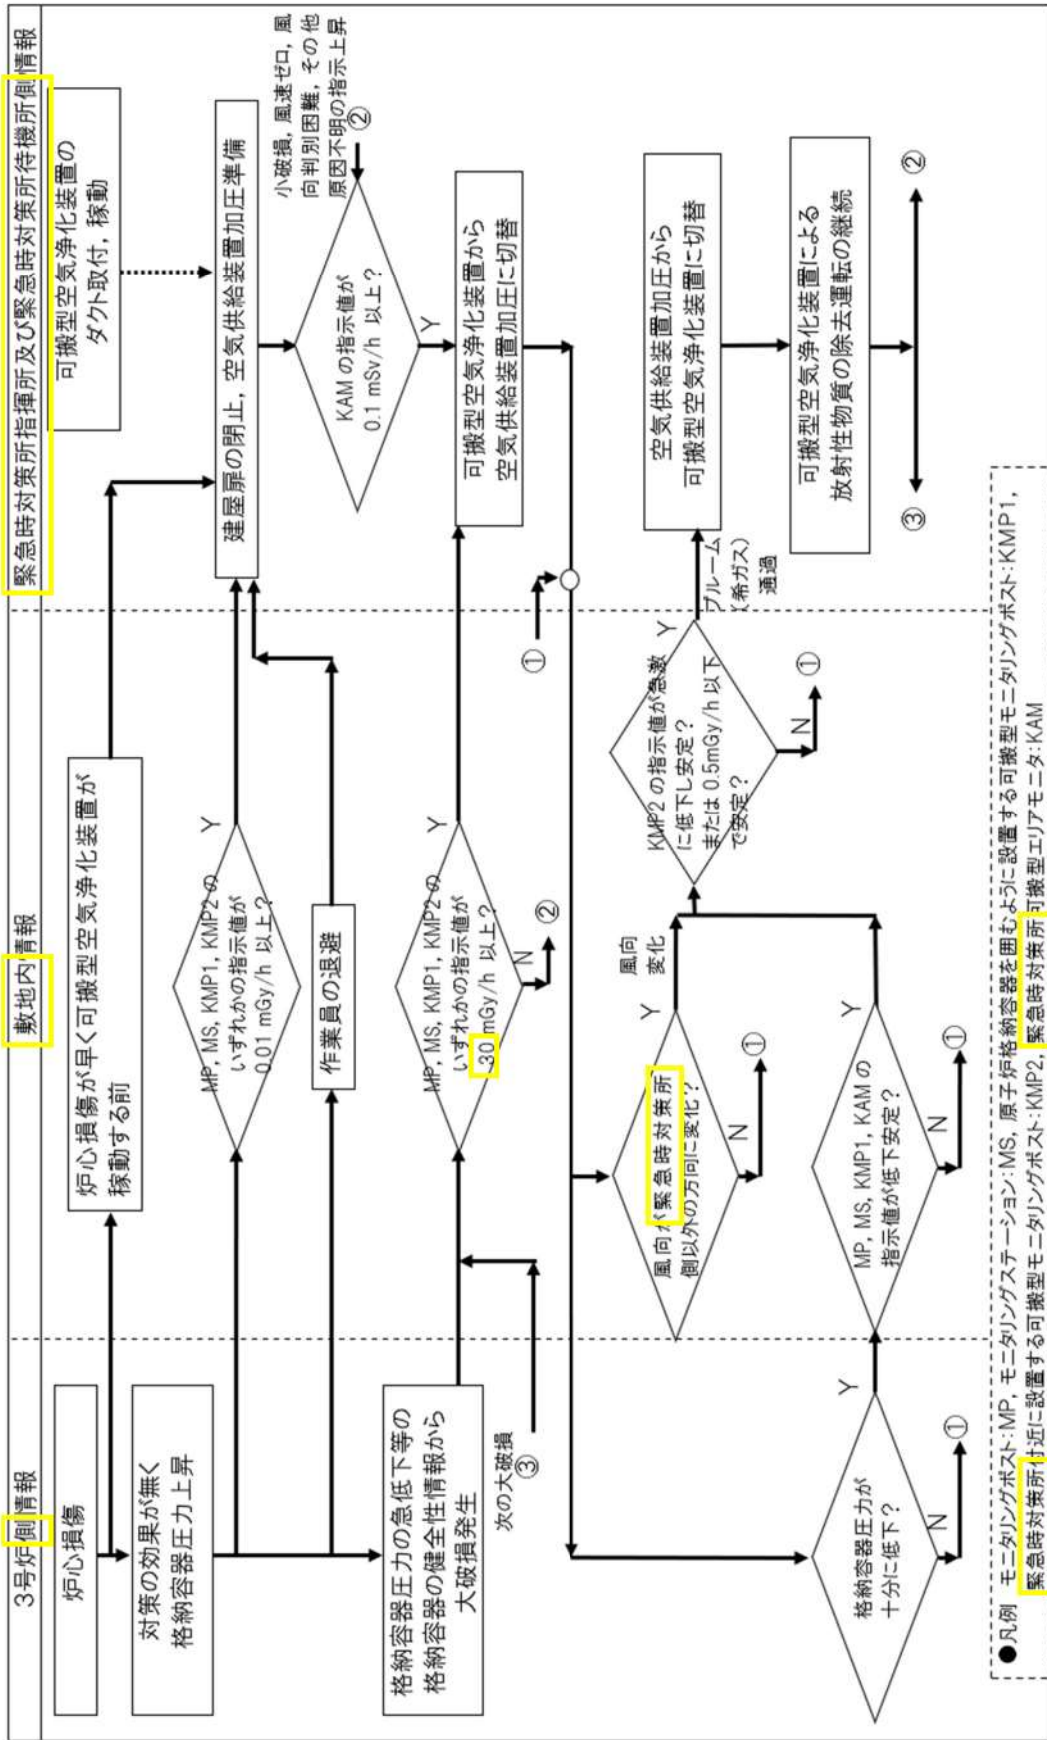 3号炉側情報
敷地内情報
緊急時対策所指揮所及び緊急時対策所待機所側情報
炉心損傷
炉心損傷が早く可搬型空気浄化装置が
稼動する前
可搬型空気浄化装置の
ダクト取付，稼動
対策の効果が無く
格納容器圧力上昇
MP, MS, KMP1, KMP2 の
いずれかの指示値が
0.01 mGy/h 以上？
Y
建屋扉の閉止，空気供給装置加圧準備
作業員の退避
小破損，風速ゼロ，風
向判別困難，その他
原因不明の指示上昇
②
KAM の指示値が
0.1 mSv/h 以上？
Y
格納容器圧力の急低下等の
格納容器の健全性情報から
大破損発生
MP, MS, KMP1, KMP2の
いずれかの指示値が
30 mGy/h 以上？
Y
N
②
可搬型空気浄化装置から
空気供給装置加圧に切替
次の大破損
③
①
風向が緊急時対策所
側以外の方向に変化？
Y
風向
変化
N
①
KMP2 の指示値が急激
に低下し安定？
または 0.5mGy/h 以下
で安定？
Y
N
①
プルーム
（希ガス）
通過
空気供給装置加圧から
可搬型空気浄化装置に切替
可搬型空気浄化装置による
放射性物質の除去運転の継続
③
②
格納容器圧力が
十分に低下？
Y
N
①
MP, MS, KMP1, KAM の
指示値が低下安定？
Y
N
①
●凡例　モニタリングポスト：MP，モニタリングステーション：MS，原子炉格納容器を囲むように設置する可搬型モニタリングポスト：KMP1，
緊急時対策所付近に設置する可搬型モニタリングポスト：KMP2，緊急時対策所可搬型エリアモニタ：KAM